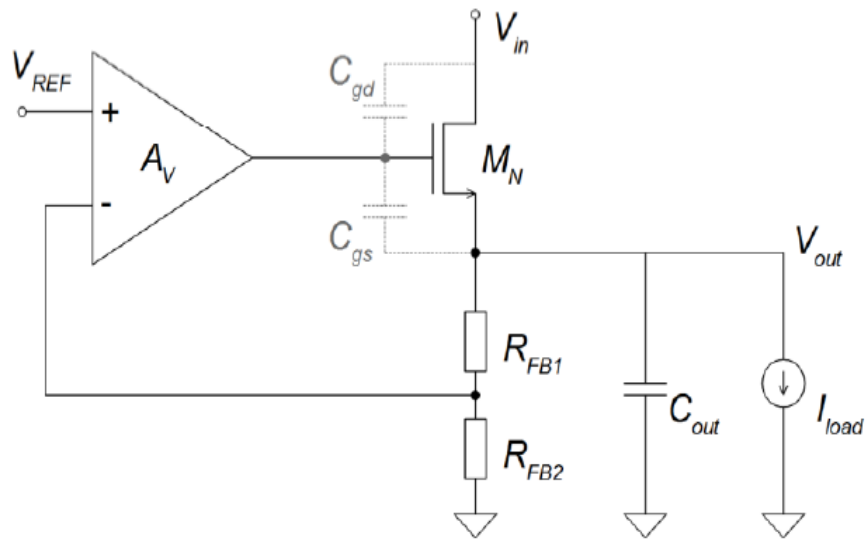 V_in
V_REF
C_gd
+
A_V
M_N
-
C_gs
V_out
R_FB1
C_out
I_load
R_FB2